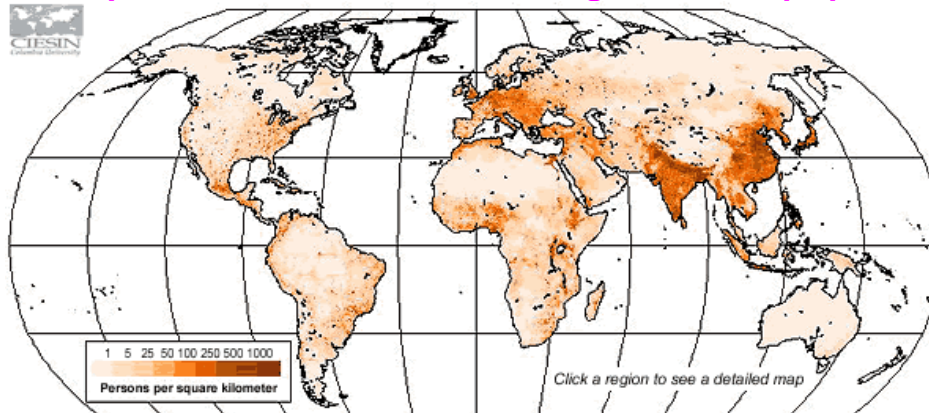 CIESIN
Columbia University
1 5 25 50 100 250 500 1000
Persons per square kilometer
Click a region to see a detailed map